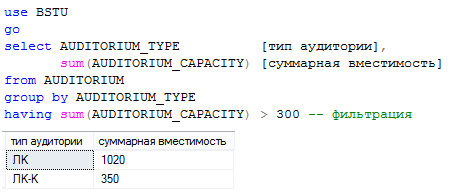 use BSTU
go
select AUDITORIUM_TYPE [тип аудитории],
sum(AUDITORIUM_CAPACITY) [суммарная вместимость]
from AUDITORIUM
group by AUDITORIUM_TYPE
having sum(AUDITORIUM_CAPACITY) > 300 -- фильтрация
тип аудитории суммарная вместимость
ЛК 1020
ЛК-К 350